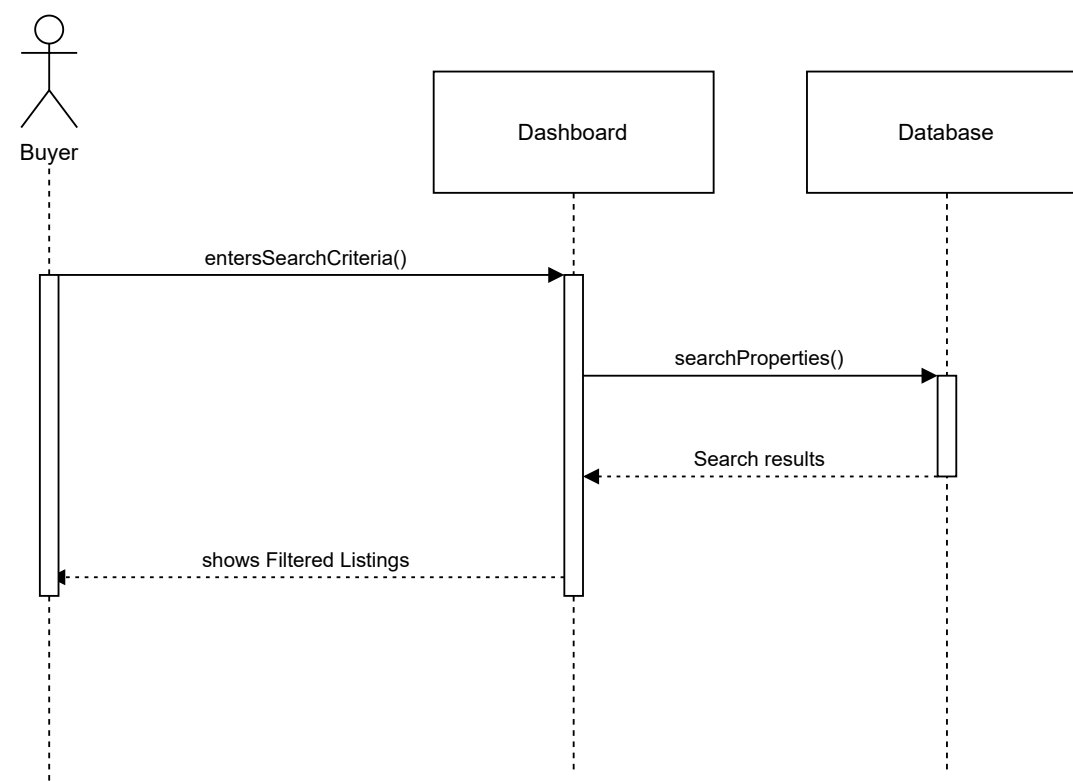 Buyer
Dashboard
Database
entersSearchCriteria()
searchProperties()
Search results
shows Filtered Listings